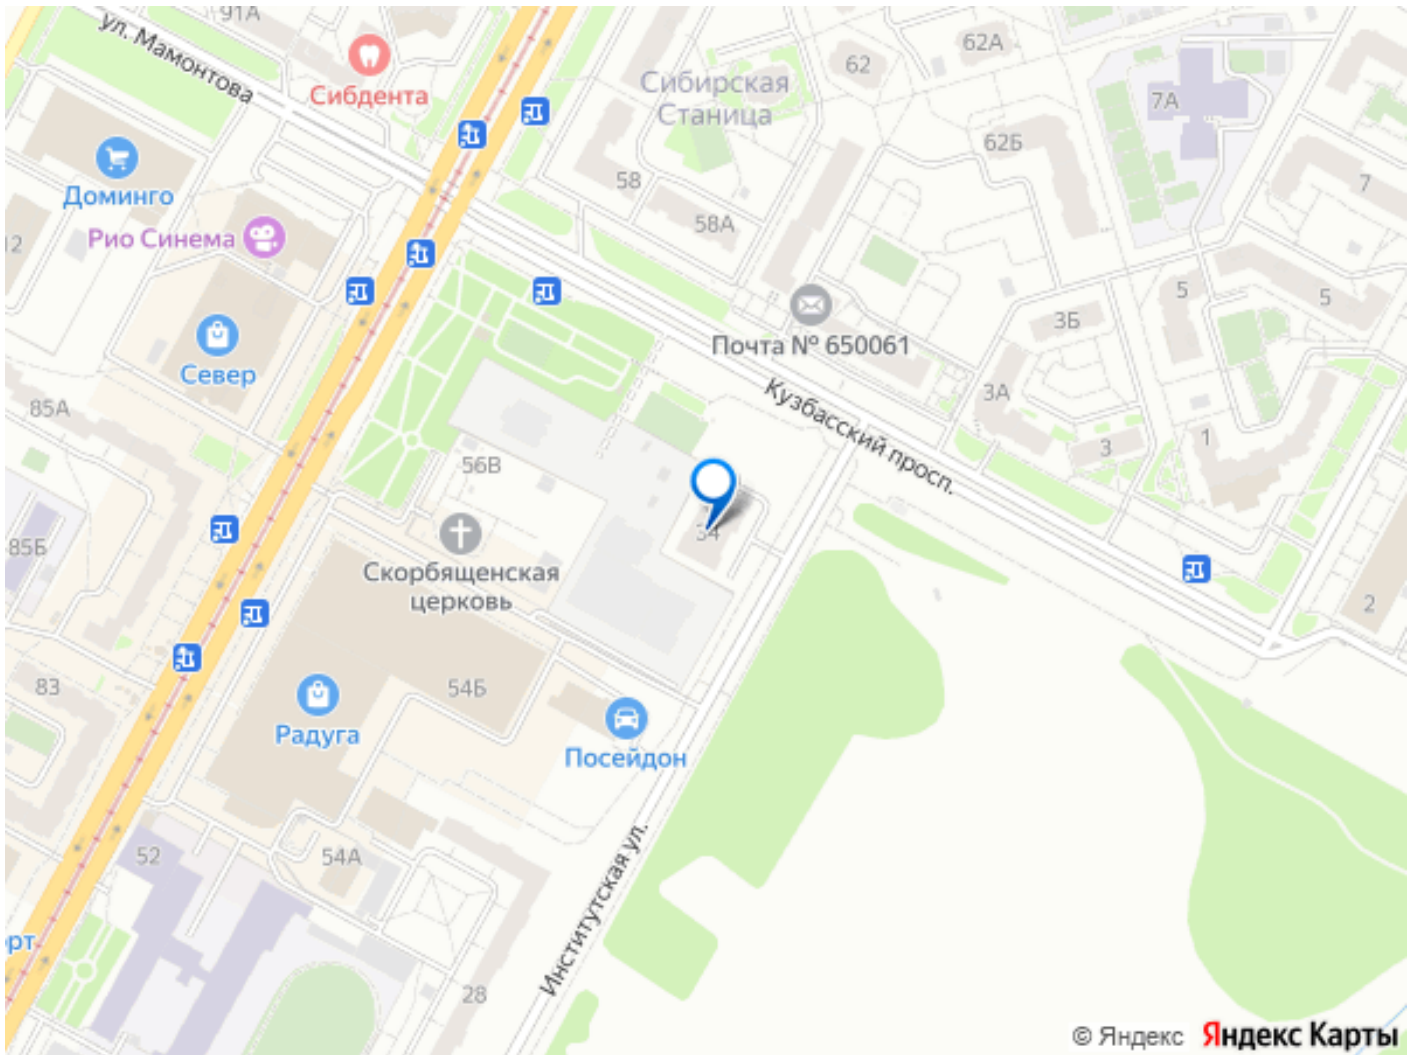 91А
ул. Мамонтова
Сибдента
62А
62
Сибирская
Станица
7А
62Б
Доминго
58
7
58А
Рио Синема
12
5
5
3Б
Почта № 650061
Север
85А
Кузбасский просп.
3А
3
1
56В
34
85Б
Скорбященская
церковь
2
83
54Б
Радуга
Посейдон
52
54А
Институтская ул.
орт
28
© Яндекс Яндекс Карты